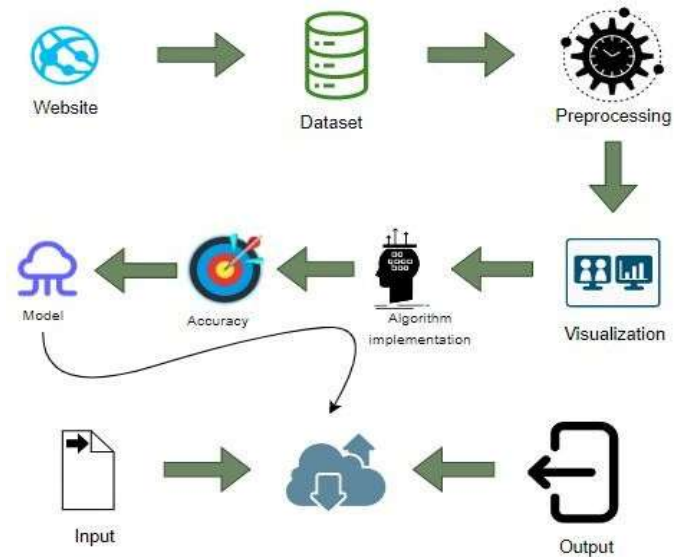 Website
Dataset
Preprocessing
Model
Accuracy
Algorithm
implementation
Visualization
Input
Output